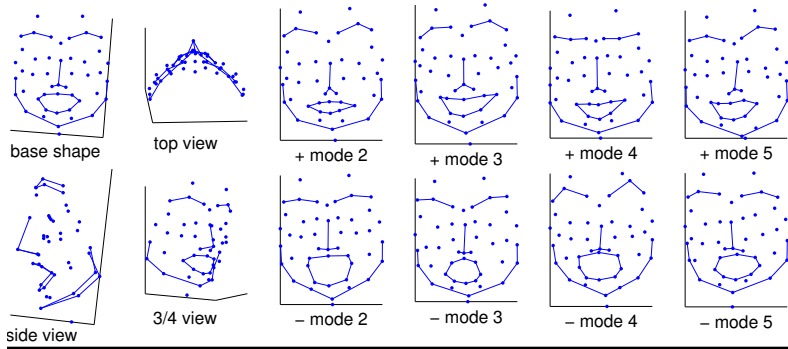 base shape
top view
+ mode 2
+ mode 3
+ mode 4
+ mode 5
side view
3/4 view
− mode 2
− mode 3
− mode 4
− mode 5